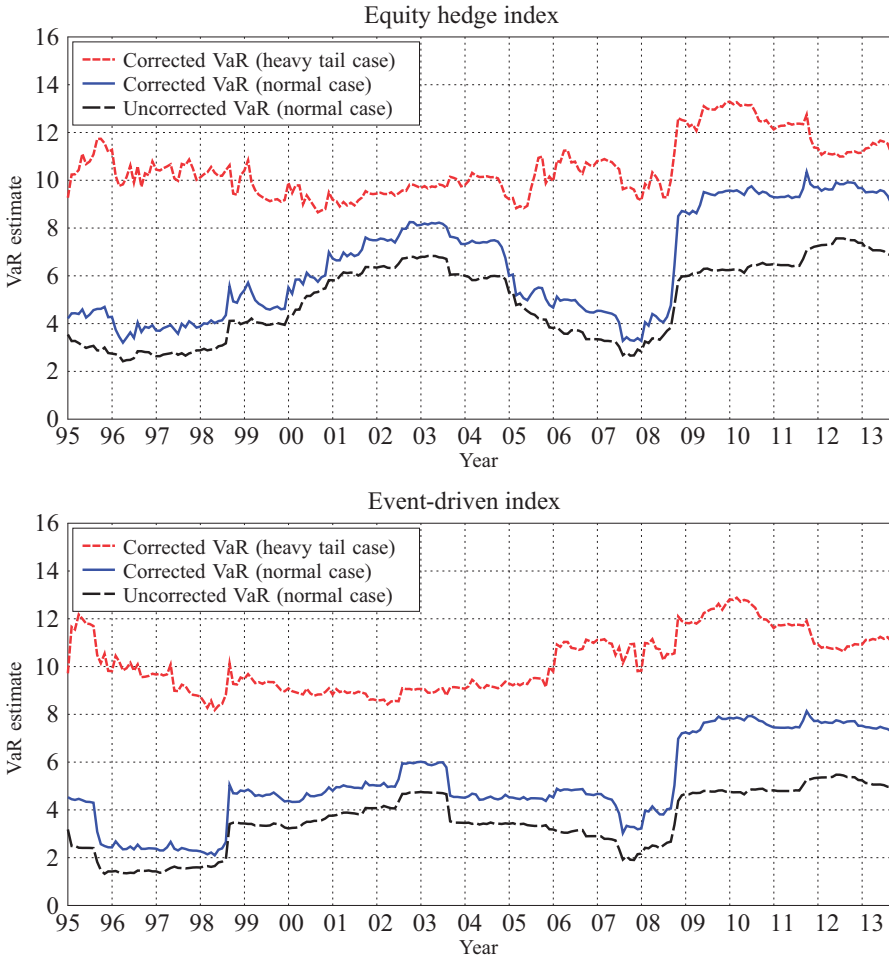 Equity hedge index
16
14
12
10
8
6
4
2
0
VaR estimate
Corrected VaR (heavy tail case)
Corrected VaR (normal case)
Uncorrected VaR (normal case)
95 96 97 98 99 00 01 02 03 04 05 06 07 08 09 10 11 12 13
Year
Event-driven index
16
14
12
10
8
6
4
2
0
VaR estimate
Corrected VaR (heavy tail case)
Corrected VaR (normal case)
Uncorrected VaR (normal case)
95 96 97 98 99 00 01 02 03 04 05 06 07 08 09 10 11 12 13
Year